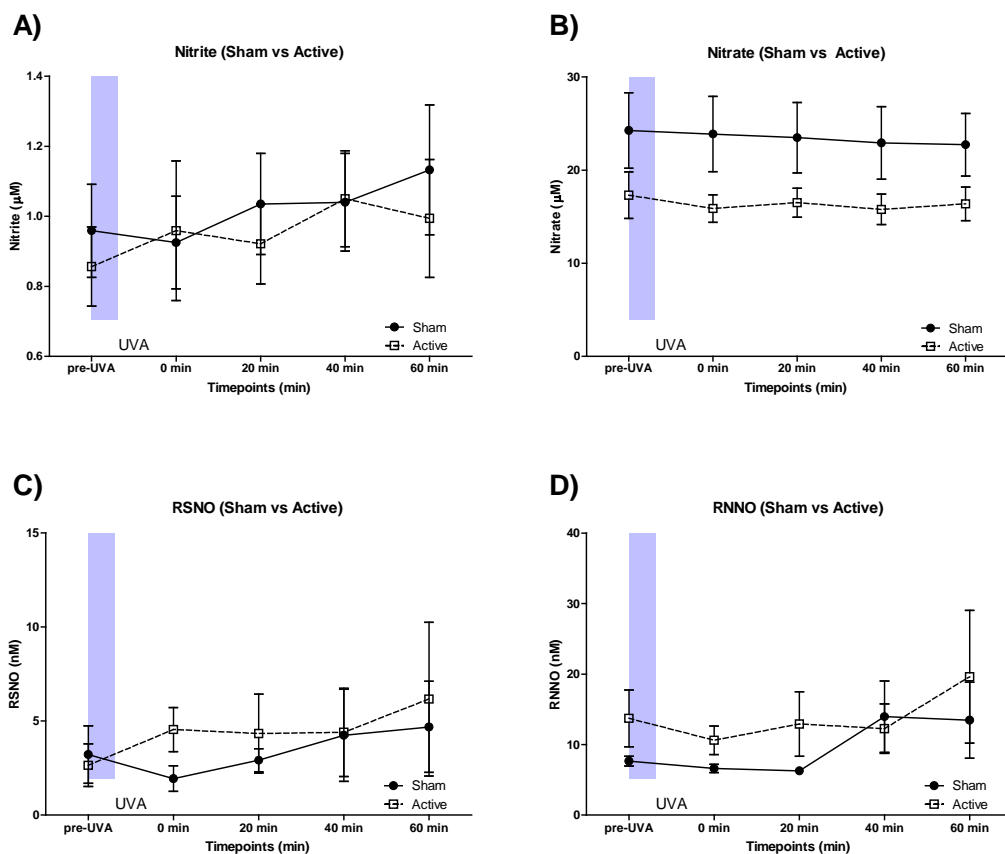 A)
Nitrite (Sham vs Active)
1.4
1.2
1.0
0.8
0.6
Nitrite (μM)
Sham
Active
UVA
pre-UVA 0 min 20 min 40 min 60 min
Timepoints (min)
B)
Nitrate (Sham vs Active)
30
20
10
0
Nitrate (μM)
Sham
Active
UVA
pre-UVA 0 min 20 min 40 min 60 min
Timepoints (min)
C)
RSNO (Sham vs Active)
15
10
5
0
RSNO (nM)
Sham
Active
UVA
pre-UVA 0 min 20 min 40 min 60 min
Timepoints (min)
D)
RNNO (Sham vs Active)
40
30
20
10
0
RNNO (nM)
Sham
Active
UVA
pre-UVA 0 min 20 min 40 min 60 min
Timepoints (min)